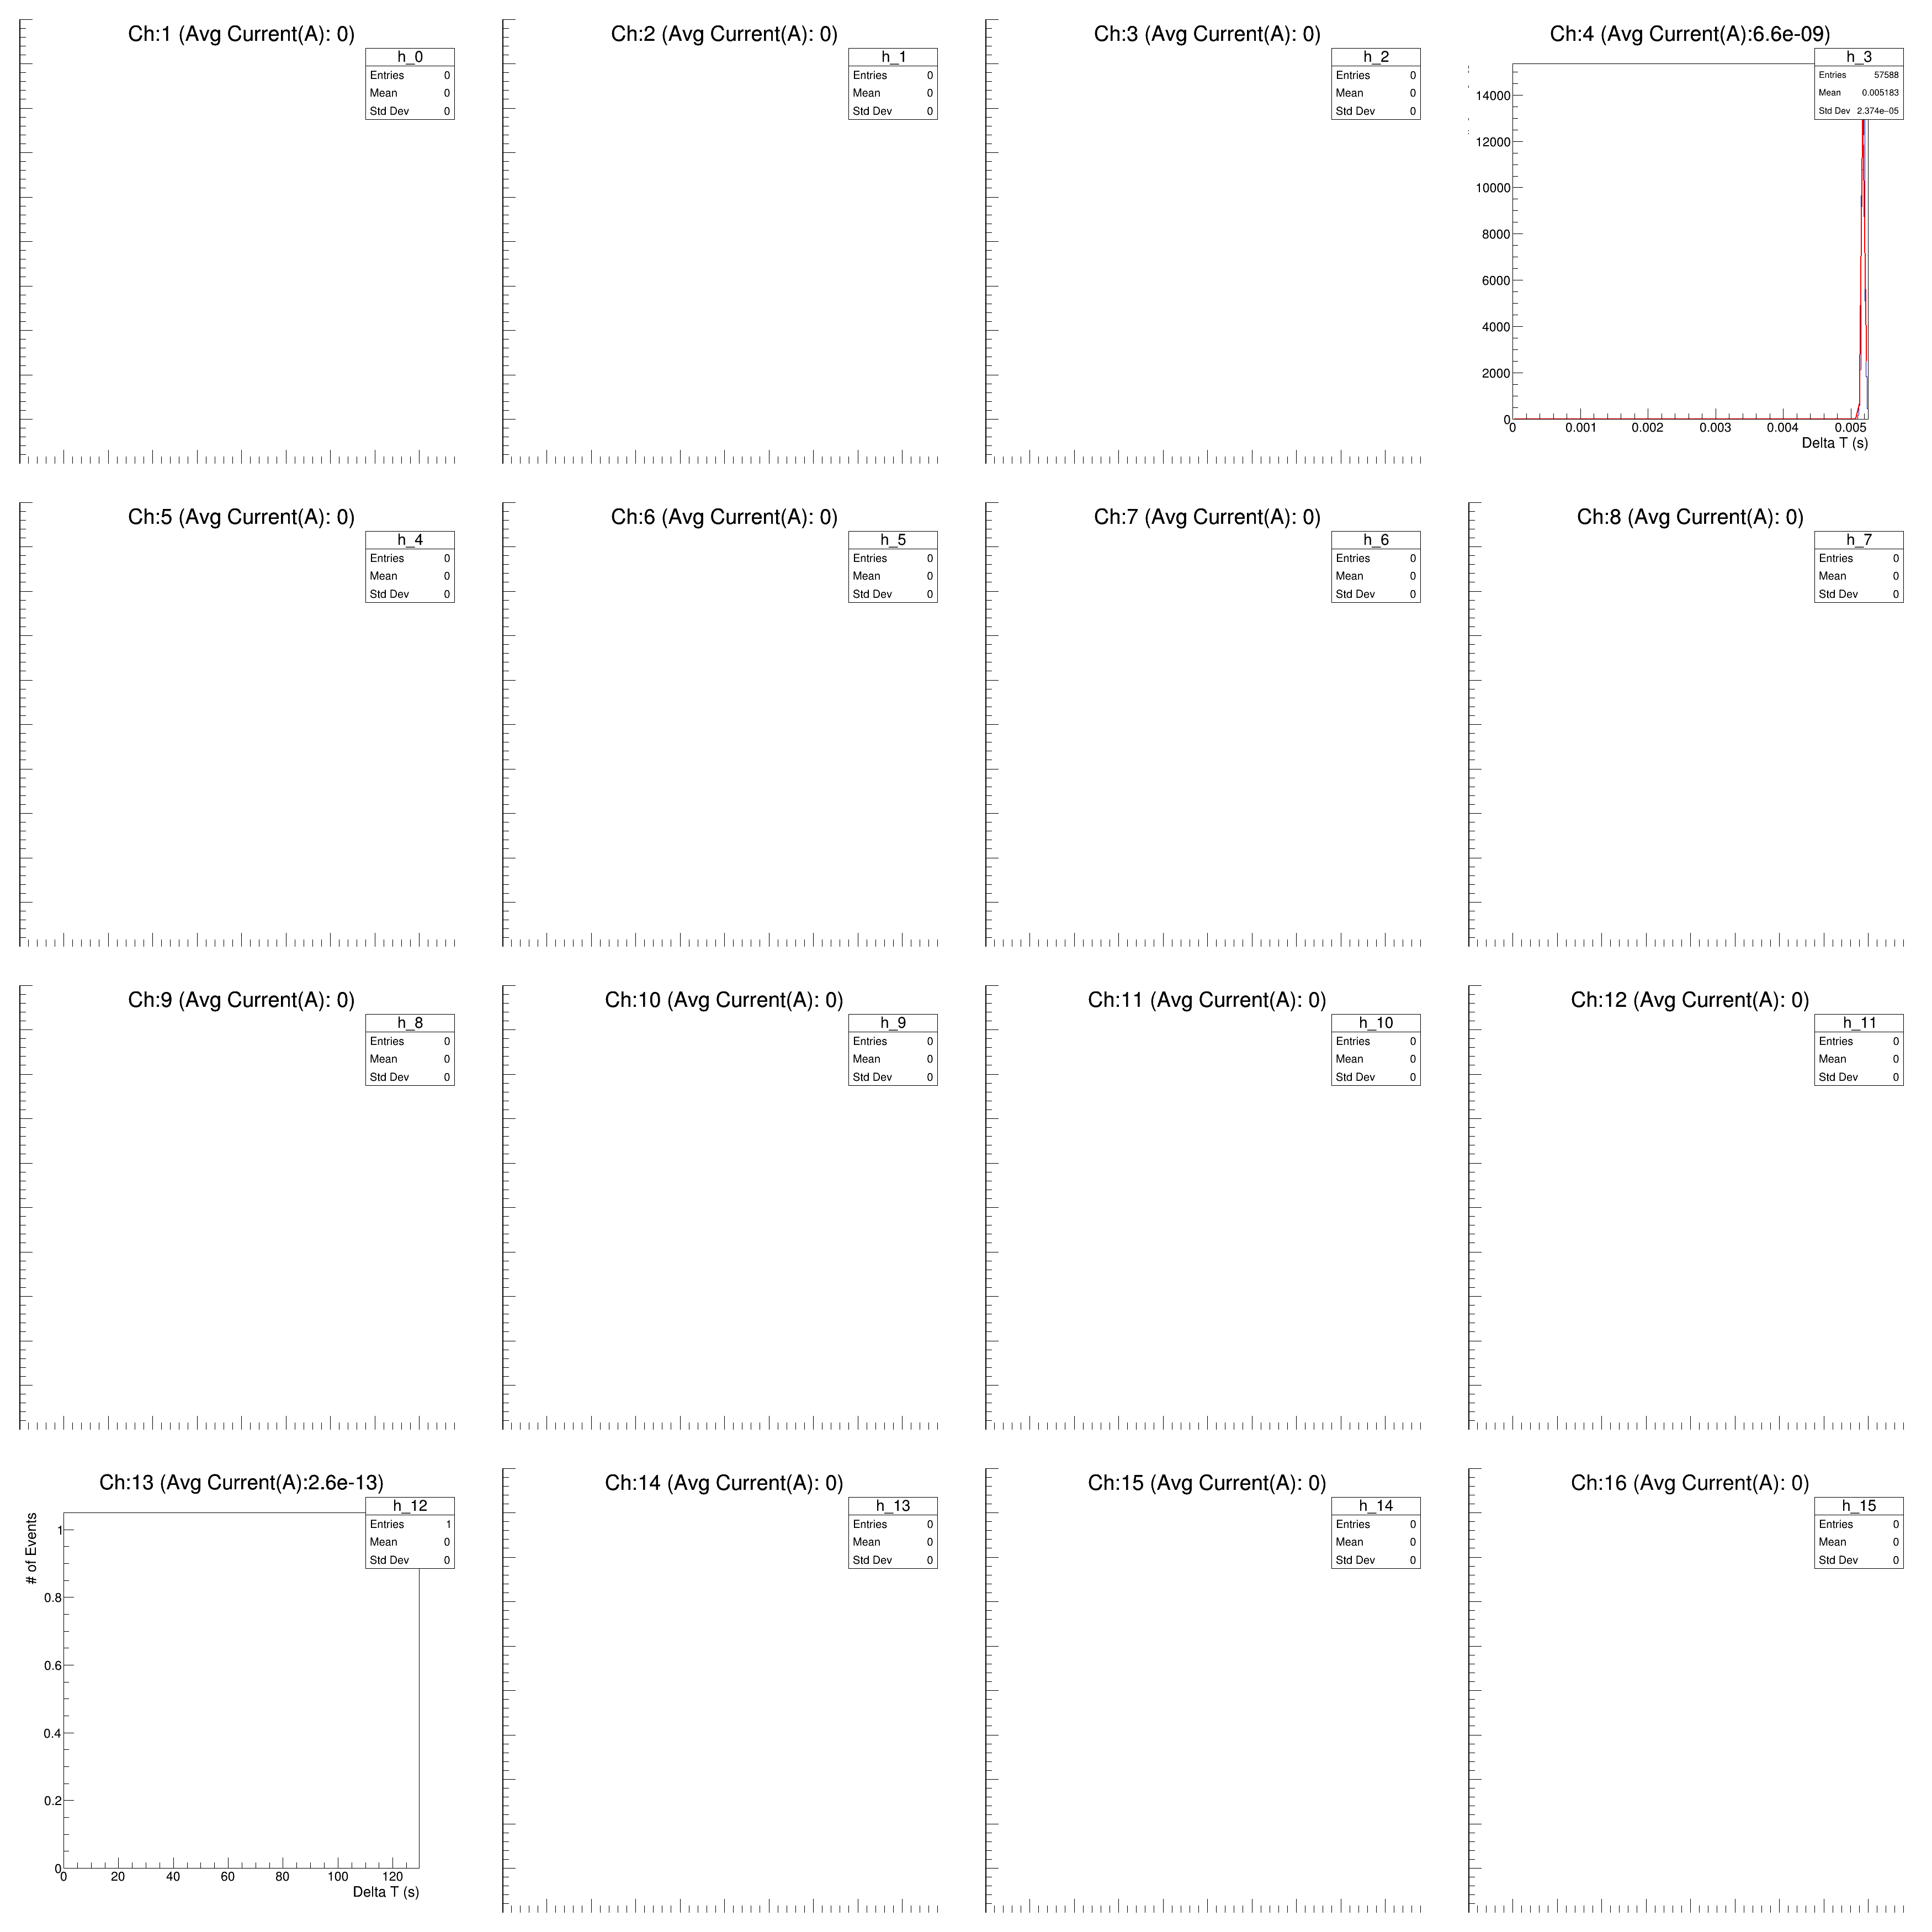 Ch:1 (Avg Current(A): 0)
h_0
Entries 0
Mean 0
Std Dev 0
Ch:2 (Avg Current(A): 0)
h_1
Entries 0
Mean 0
Std Dev 0
Ch:3 (Avg Current(A): 0)
h_2
Entries 0
Mean 0
Std Dev 0
Ch:4 (Avg Current(A):6.6e-09)
h_3
Entries 57588
Mean 0.005183
Std Dev 2.374e-05
14000
12000
10000
8000
6000
4000
2000
0
0 0.001 0.002 0.003 0.004 0.005
Delta T (s)
Ch:5 (Avg Current(A): 0)
h_4
Entries 0
Mean 0
Std Dev 0
Ch:6 (Avg Current(A): 0)
h_5
Entries 0
Mean 0
Std Dev 0
Ch:7 (Avg Current(A): 0)
h_6
Entries 0
Mean 0
Std Dev 0
Ch:8 (Avg Current(A): 0)
h_7
Entries 0
Mean 0
Std Dev 0
Ch:9 (Avg Current(A): 0)
h_8
Entries 0
Mean 0
Std Dev 0
Ch:10 (Avg Current(A): 0)
h_9
Entries 0
Mean 0
Std Dev 0
Ch:11 (Avg Current(A): 0)
h_10
Entries 0
Mean 0
Std Dev 0
Ch:12 (Avg Current(A): 0)
h_11
Entries 0
Mean 0
Std Dev 0
Ch:13 (Avg Current(A):2.6e-13)
h_12
Entries 1
Mean 0
Std Dev 0
# of Events
1
0.8
0.6
0.4
0.2
0
0 20 40 60 80 100 120
Delta T (s)
Ch:14 (Avg Current(A): 0)
h_13
Entries 0
Mean 0
Std Dev 0
Ch:15 (Avg Current(A): 0)
h_14
Entries 0
Mean 0
Std Dev 0
Ch:16 (Avg Current(A): 0)
h_15
Entries 0
Mean 0
Std Dev 0